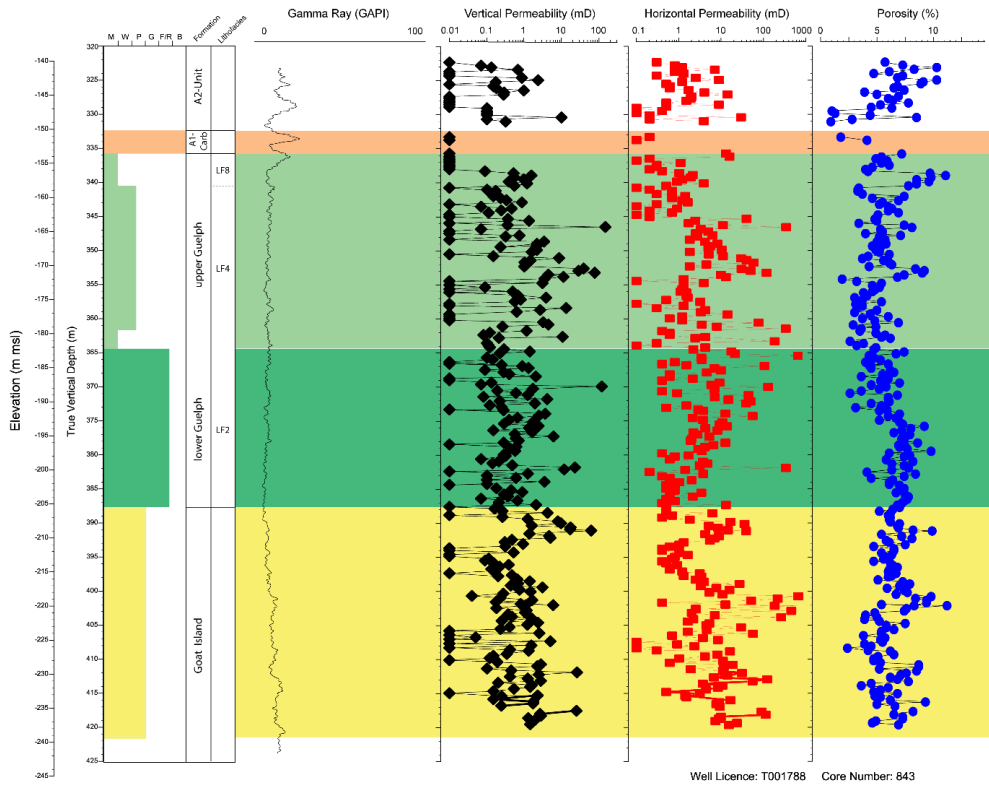 Gamma Ray (GAPI) Vertical Permeability (mD) Horizontal Permeability (mD) Porosity (%)
M W P G F/R B Formation Lithofacies
0 100 0.01 0.1 1 10 100 0.1 1 10 100 1000 0 5 10
Elevation (m msl)
-140
-145
-150
-155
-160
-165
-170
-175
-180
-185
-190
-195
-200
-205
-210
-215
-220
-225
-230
-235
-240
-245
True Vertical Depth (m)
320
325
330
335
340
345
350
355
360
365
370
375
380
385
390
395
400
405
410
415
420
425
A2-Unit
A1-
Carb
upper Guelph
lower Guelph
Goat Island
LF8
LF4
LF2
Well Licence: T001788 Core Number: 843